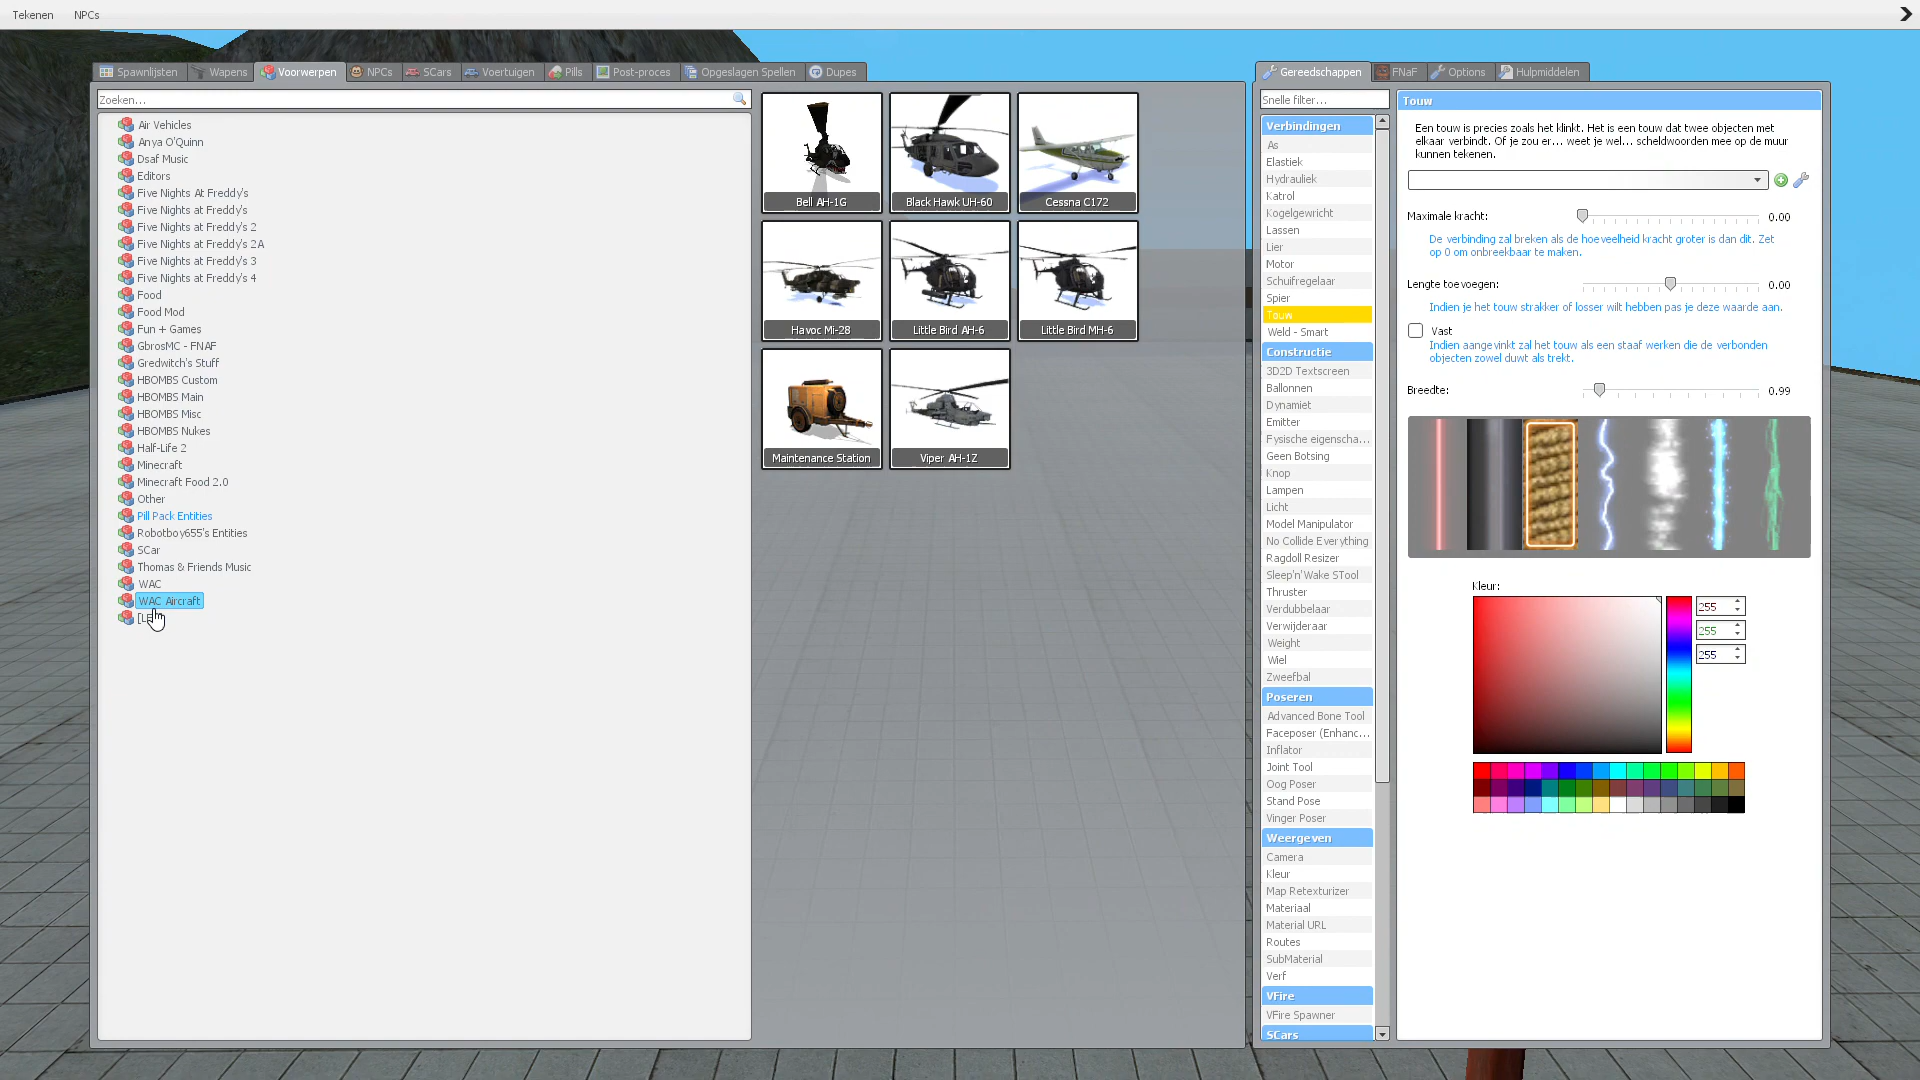 Tekenen
NPCs
Spawnlijsten
Wapens
Voorwerpen
NPCs
SCars
Voertuigen
Pills
Post-proces
Opgeslagen Spellen
Dupes
Zoeken...
Air Vehicles
Anya O'Quinn
Dsaf Music
Editors
Five Nights At Freddy's
Five Nights at Freddy's
Five Nights at Freddy's 2
Five Nights at Freddy's 2A
Five Nights at Freddy's 3
Five Nights at Freddy's 4
Food
Food Mod
Fun + Games
GbrosMC - FNAF
Gredwitch's Stuff
HBOMBS Custom
HBOMBS Main
HBOMBS Misc
HBOMBS Nukes
Half-Life 2
Minecraft
Minecraft Food 2.0
Other
Pill Pack Entities
Robotboy655's Entities
SCar
Thomas & Friends Music
WAC
WAC Aircraft
Bell AH-1G
Black Hawk UH-60
Cessna C172
Havoc Mi-28
Little Bird AH-6
Little Bird MH-6
Maintenance Station
Viper AH-1Z
Gereedschappen
FNaF
Options
Hulpmiddelen
Snelle filter...
Verbindingen
As
Elastiek
Hydrauliek
Katrol
Kogelgewricht
Lassen
Lier
Motor
Schuifregelaar
Spier
Touw
Weld - Smart
Constructie
3D2D Textscreen
Ballonnen
Dynamiet
Emitter
Fysische eigenscha...
Geen Botsing
Knop
Lampen
Licht
Model Manipulator
No Collide Everything
Ragdoll Resizer
Sleep'n'Wake STool
Thruster
Verdubbelaar
Verwijderaar
Weight
Wiel
Zweefbal
Poseren
Advanced Bone Tool
Faceposer (Enhanc...
Inflator
Joint Tool
Oog Poser
Stand Pose
Vinger Poser
Weergeven
Camera
Kleur
Map Retexturizer
Materiaal
Material URL
Routes
SubMaterial
Verf
VFire
VFire Spawner
SCars
Touw
Een touw is precies zoals het klinkt. Het is een touw dat twee objecten met
elkaar verbindt. Of je zou er... weet je wel... scheldwoorden mee op de muur
kunnen tekenen.
Maximale kracht:
0.00
De verbinding zal breken als de hoeveelheid kracht groter is dan dit. Zet
op 0 om onbreekbaar te maken.
Lengte toevoegen:
0.00
Indien je het touw strakker of losser wilt hebben pas je deze waarde aan.
Vast
Indien aangevinkt zal het touw als een staaf werken die de verbonden
objecten zowel duwt als trekt.
Breedte:
0.99
Kleur:
255
255
255